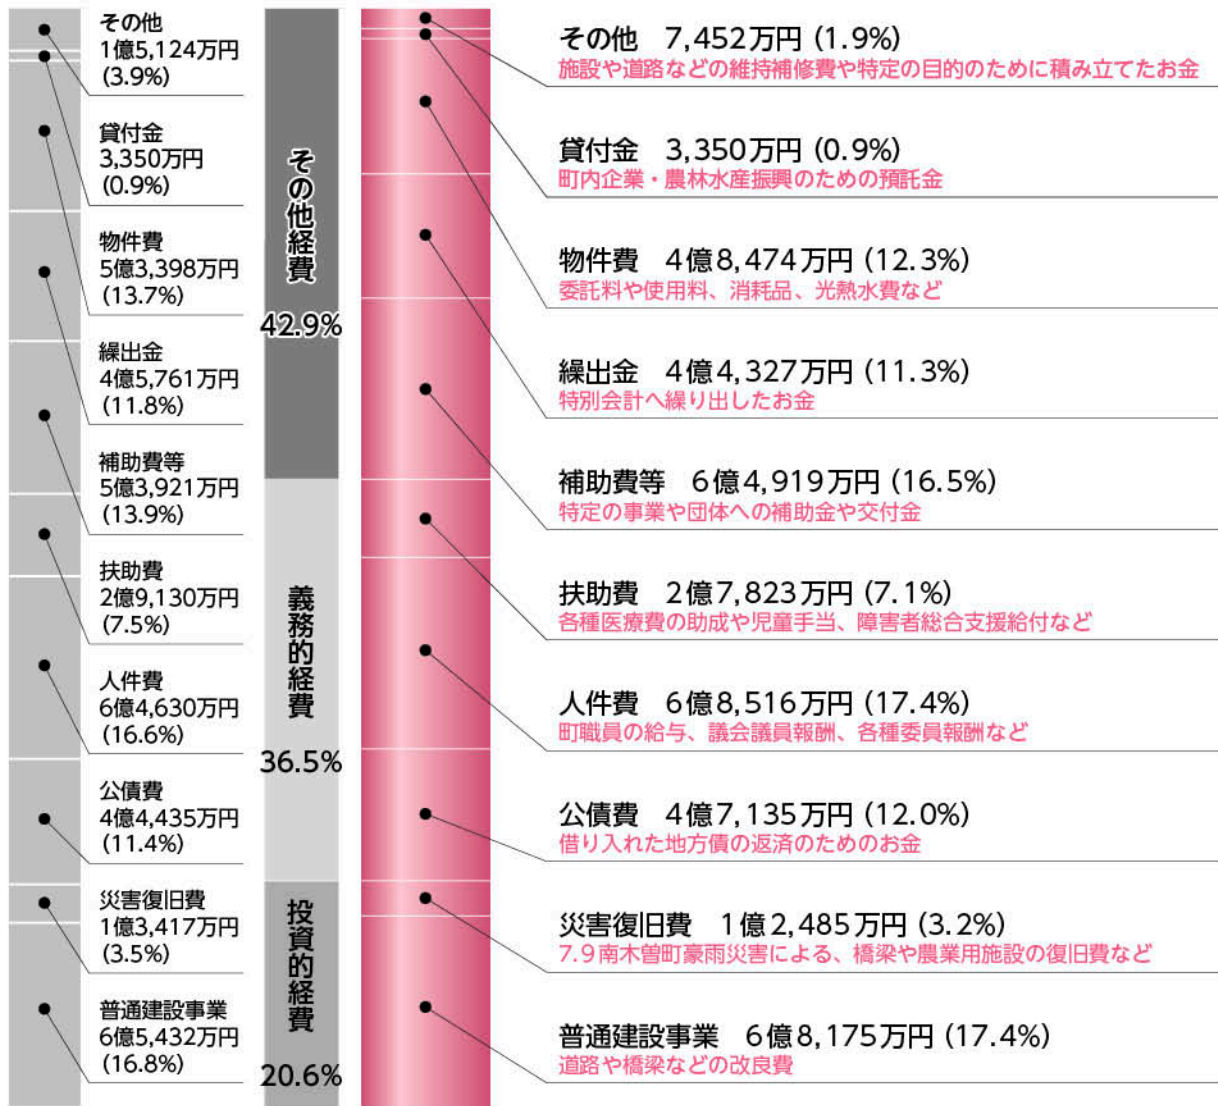 その他
1億5,124万円
(3.9%)
貸付金
3,350万円
(0.9%)
物件費
5億3,398万円
(13.7%)
繰出金
4億5,761万円
(11.8%)
補助費等
5億3,921万円
(13.9%)
扶助費
2億9,130万円
(7.5%)
人件費
6億4,630万円
(16.6%)
公債費
4億4,435万円
(11.4%)
災害復旧費
1億3,417万円
(3.5%)
普通建設事業
6億5,432万円
(16.8%)
その他経費
42.9%
義務的経費
36.5%
投資的経費
20.6%
その他 7,452万円 (1.9%)
施設や道路などの維持補修費や特定の目的のために積み立てたお金
貸付金 3,350万円 (0.9%)
町内企業・農林水産振興のための預託金
物件費 4億8,474万円 (12.3%)
委託料や使用料、消耗品、光熱水費など
繰出金 4億4,327万円 (11.3%)
特別会計へ繰り出したお金
補助費等 6億4,919万円 (16.5%)
特定の事業や団体への補助金や交付金
扶助費 2億7,823万円 (7.1%)
各種医療費の助成や児童手当、障害者総合支援給付など
人件費 6億8,516万円 (17.4%)
町職員の給与、議会議員報酬、各種委員報酬など
公債費 4億7,135万円 (12.0%)
借り入れた地方債の返済のためのお金
災害復旧費 1億2,485万円 (3.2%)
7.9南木曽町豪雨災害による、橋梁や農業用施設の復旧費など
普通建設事業 6億8,175万円 (17.4%)
道路や橋梁などの改良費